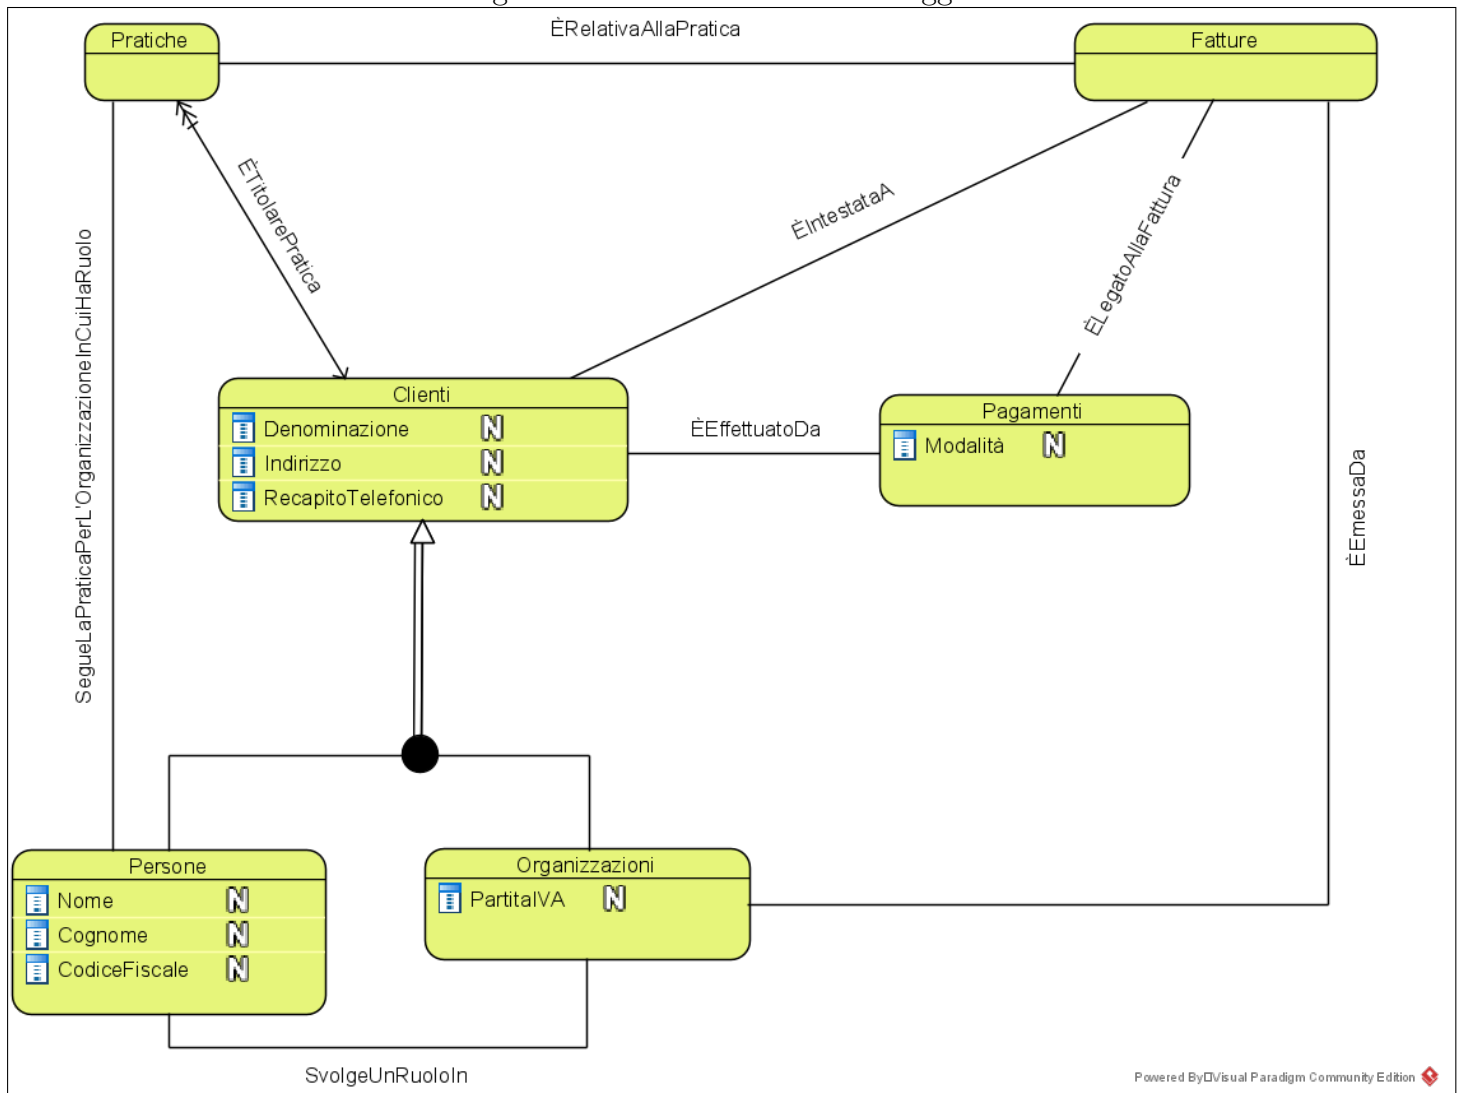 ÈRelativaAllaPratica
Pratiche
Fatture
ÈTitolarePratica
ÈIntestataA
ÈLegatoAllaFattura
SegueLaPraticaPerL'OrganizzazioneInCuiHaRuolo
Clienti
Denominazione N
Indirizzo N
RecapitoTelefonico N
ÈEffettuatoDa
Pagamenti
Modalità N
ÈEmessaDa
Persone
Nome N
Cognome N
CodiceFiscale N
Organizzazioni
PartitaIVA N
SvolgeUnRuoloIn
Powered By Visual Paradigm Community Edition